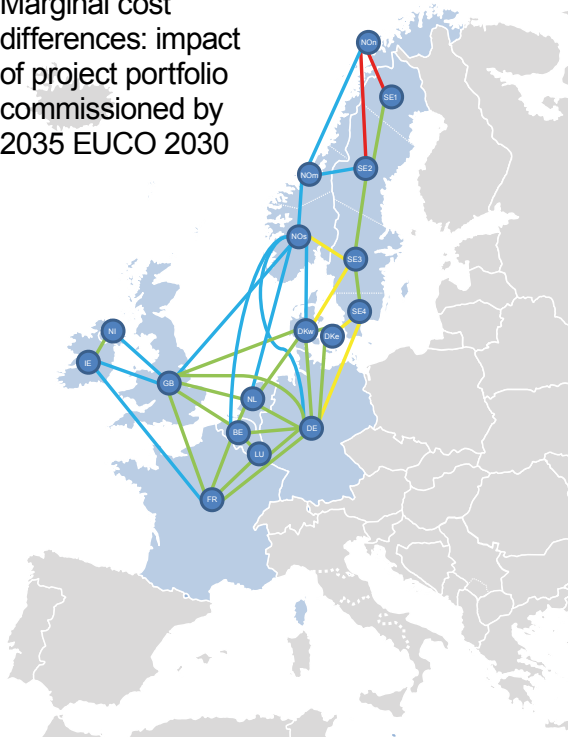 Marginal cost
differences: impact
of project portfolio
commissioned by
2035 EUCO 2030
NOn
SE1
SE2
NOm
NOs
SE3
SE4
NI
DKw
DKe
IE
GB
NL
BE
DE
LU
FR